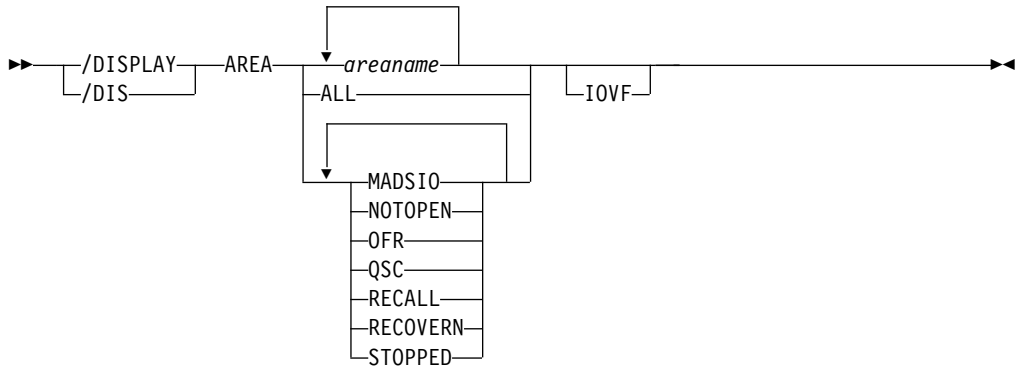 /DISPLAY AREA areaname
/DIS ALL IOVF
MADSIO
NOTOPEN
OFR
QSC
RECALL
RECOVERN
STOPPED